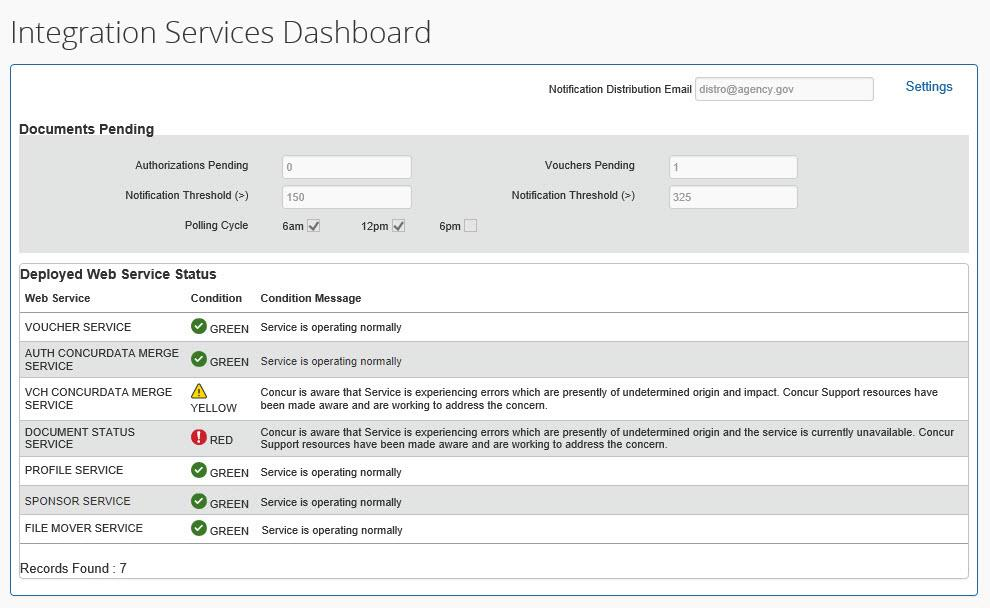 Integration Services Dashboard
Notification Distribution Email distro@agency.gov Settings
Documents Pending
Authorizations Pending 0 Vouchers Pending 1
Notification Threshold (>) 150 Notification Threshold (>) 325
Polling Cycle 6am 12pm 6pm
Deployed Web Service Status
Web Service Condition Condition Message
VOUCHER SERVICE GREEN Service is operating normally
AUTH CONCURDATA MERGE
SERVICE GREEN Service is operating normally
VCH CONCURDATA MERGE
SERVICE YELLOW Concur is aware that Service is experiencing errors which are presently of undetermined origin and impact. Concur Support resources have
been made aware and are working to address the concern.
DOCUMENT STATUS
SERVICE RED Concur is aware that Service is experiencing errors which are presently of undetermined origin and the service is currently unavailable. Concur
Support resources have been made aware and are working to address the concern.
PROFILE SERVICE GREEN Service is operating normally
SPONSOR SERVICE GREEN Service is operating normally
FILE MOVER SERVICE GREEN Service is operating normally
Records Found : 7